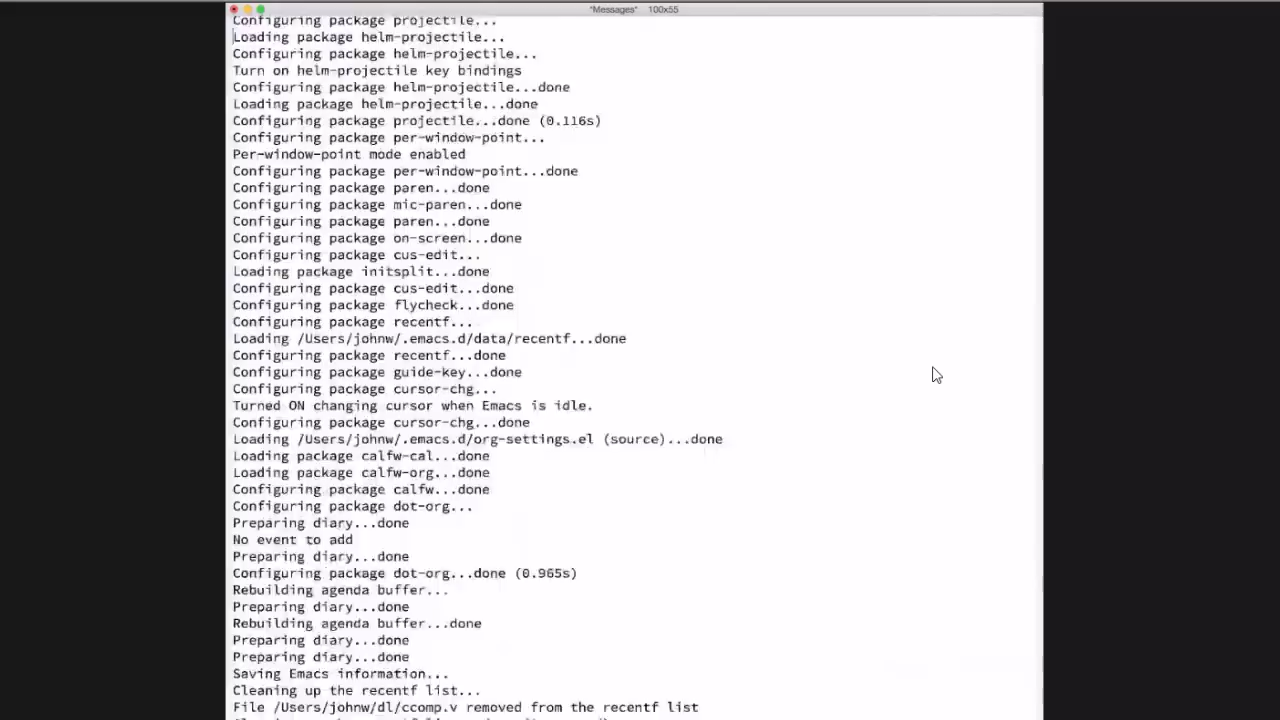 *Messages* 100x55
Configuring package projectile...
Loading package helm-projectile...
Configuring package helm-projectile...
Turn on helm-projectile key bindings
Configuring package helm-projectile...done
Loading package helm-projectile...done
Configuring package projectile...done (0.116s)
Configuring package per-window-point...
Per-window-point mode enabled
Configuring package per-window-point...done
Configuring package paren...done
Configuring package mic-paren...done
Configuring package paren...done
Configuring package on-screen...done
Configuring package cus-edit...
Loading package initsplit...done
Configuring package cus-edit...done
Configuring package flycheck...done
Configuring package recentf...
Loading /Users/johnw/.emacs.d/data/recentf...done
Configuring package recentf...done
Configuring package guide-key...done
Configuring package cursor-chg...
Turned ON changing cursor when Emacs is idle.
Configuring package cursor-chg...done
Loading /Users/johnw/.emacs.d/org-settings.el (source)...done
Loading package calfw-cal...done
Loading package calfw-org...done
Configuring package calfw...done
Configuring package dot-org...
Preparing diary...done
No event to add
Preparing diary...done
Configuring package dot-org...done (0.965s)
Rebuilding agenda buffer...
Preparing diary...done
Rebuilding agenda buffer...done
Preparing diary...done
Preparing diary...done
Saving Emacs information...
Cleaning up the recentf list...
File /Users/johnw/dl/ccomp.v removed from the recentf list